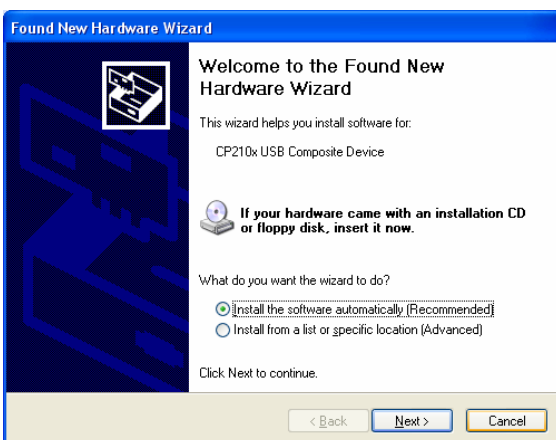 Found New Hardware Wizard
Welcome to the Found New
Hardware Wizard
This wizard helps you install software for:
CP210x USB Composite Device
If your hardware came with an installation CD
or floppy disk, insert it now.
What do you want the wizard to do?
Install the software automatically (Recommended)
Install from a list or specific location (Advanced)
Click Next to continue.
< Back Next > Cancel